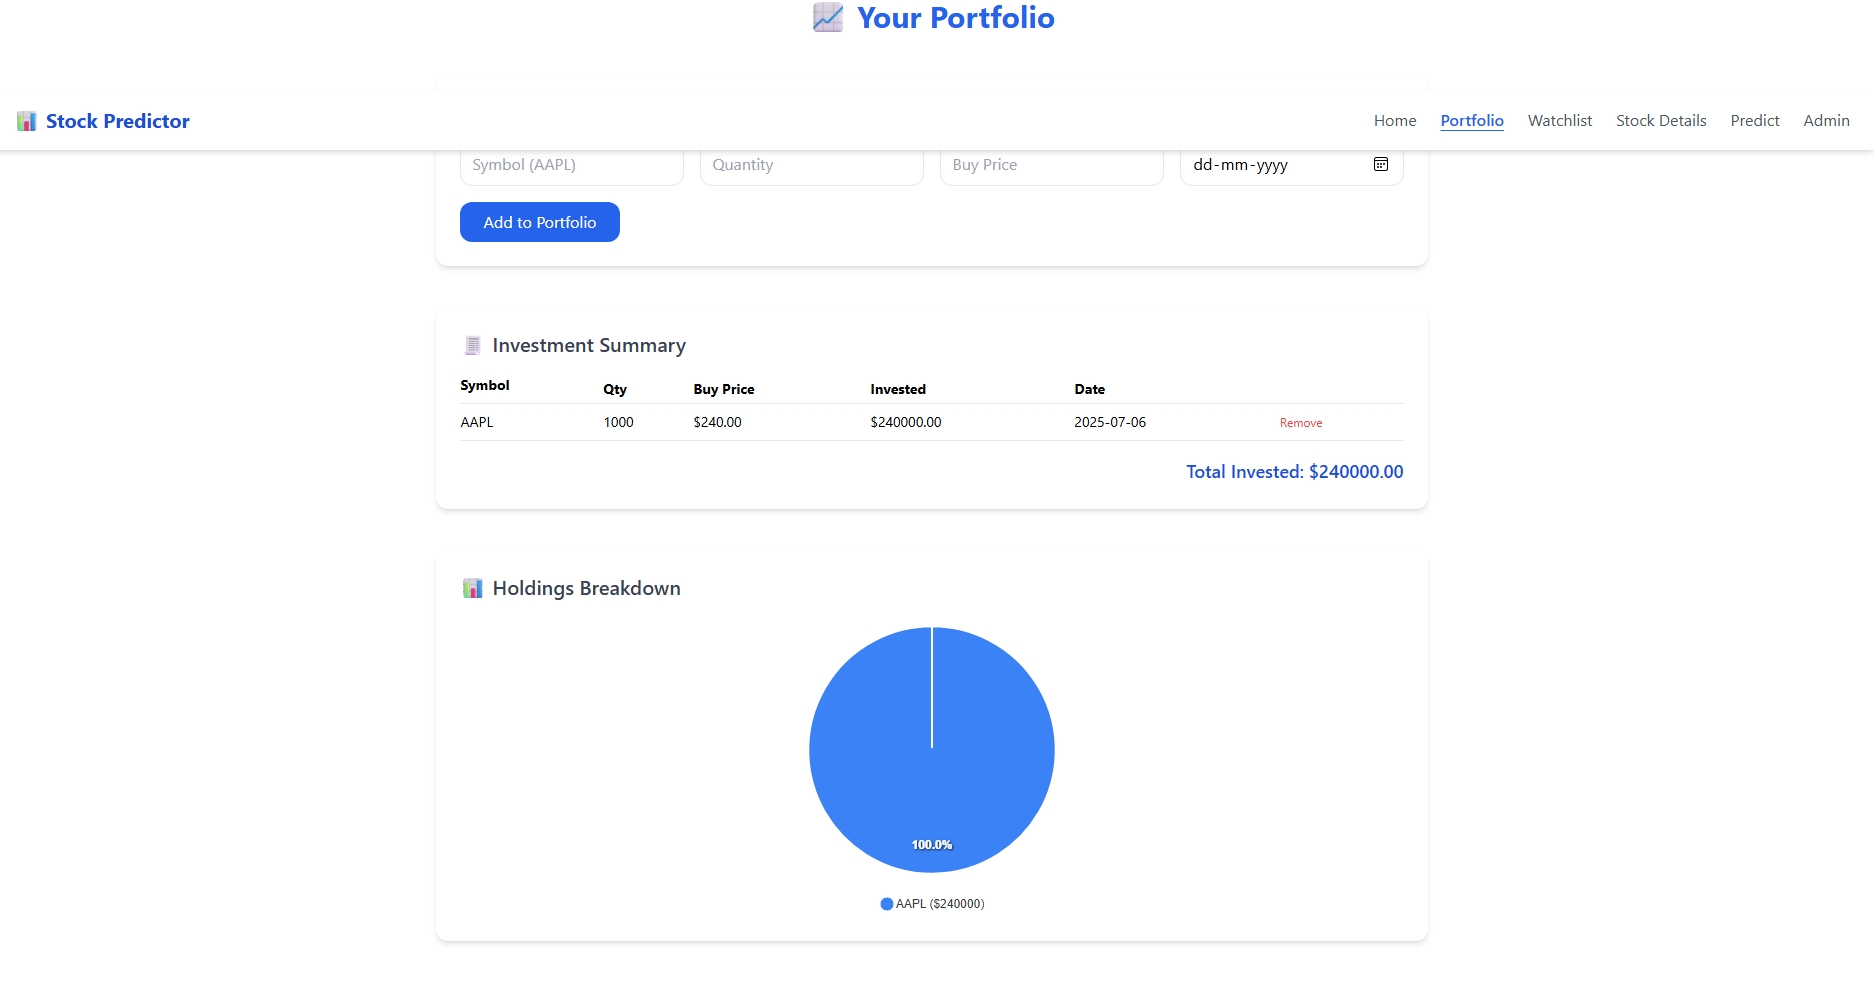 Your Portfolio
Stock Predictor
Home Portfolio Watchlist Stock Details Predict Admin
Symbol (AAPL) Quantity Buy Price dd-mm-yyyy
Add to Portfolio
Investment Summary
Symbol Qty Buy Price Invested Date
AAPL 1000 $240.00 $240000.00 2025-07-06 Remove
Total Invested: $240000.00
Holdings Breakdown
100.0%
AAPL ($240000)